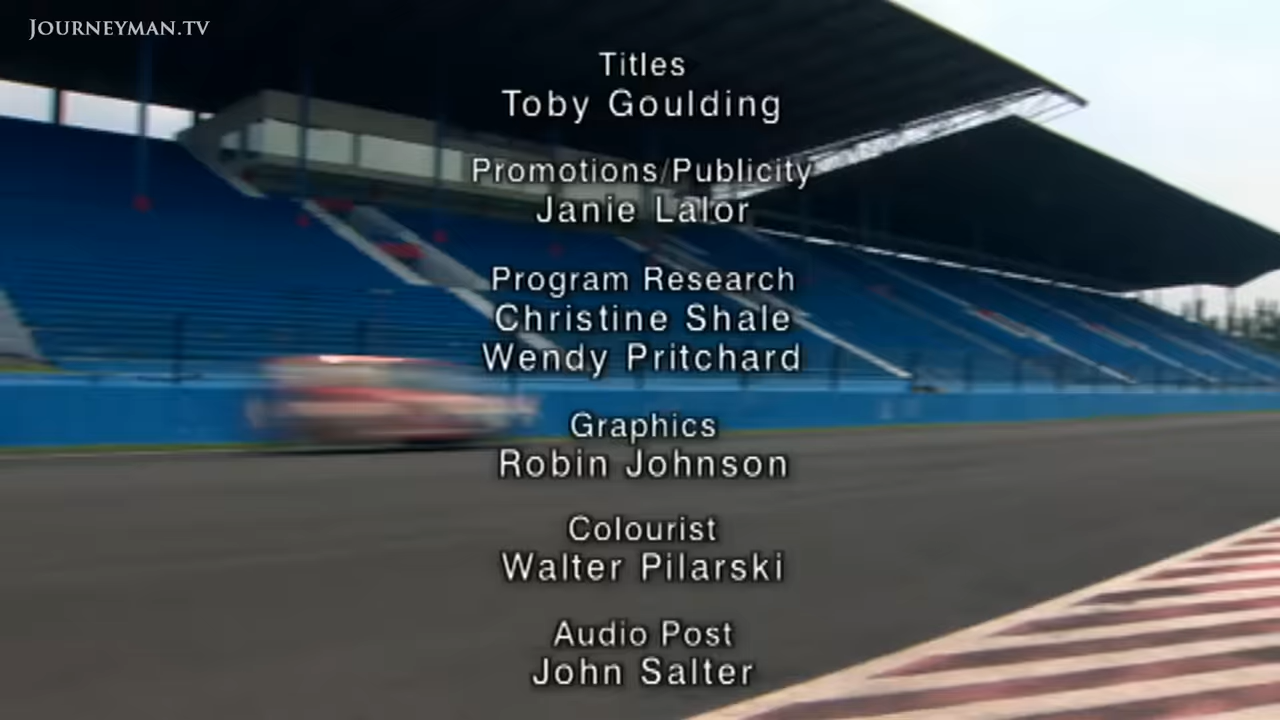 JOURNEYMAN.TV
Titles
Toby Goulding
Promotions/Publicity
Janie Lalor
Program Research
Christine Shale
Wendy Pritchard
Graphics
Robin Johnson
Colourist
Walter Pilarski
Audio Post
John Salter